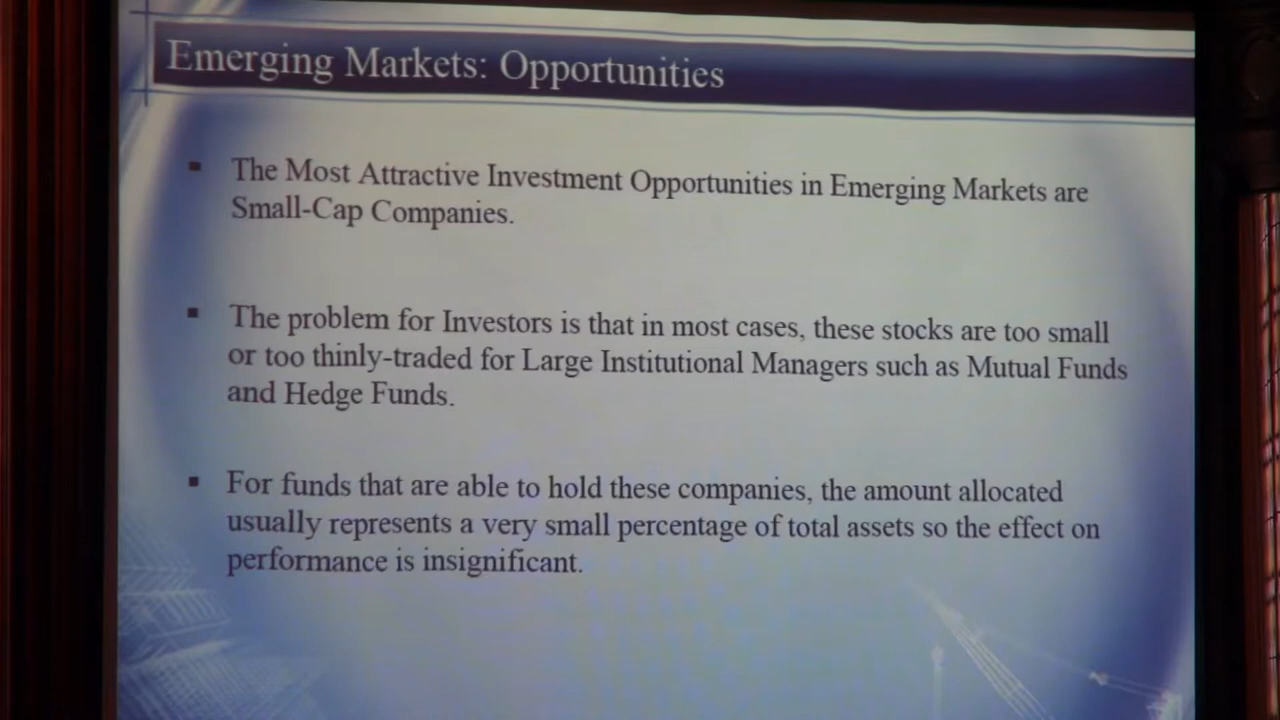 Emerging Markets: Opportunities
▪ The Most Attractive Investment Opportunities in Emerging Markets are
Small-Cap Companies.
▪ The problem for Investors is that in most cases, these stocks are too small
or too thinly-traded for Large Institutional Managers such as Mutual Funds
and Hedge Funds.
▪ For funds that are able to hold these companies, the amount allocated
usually represents a very small percentage of total assets so the effect on
performance is insignificant.